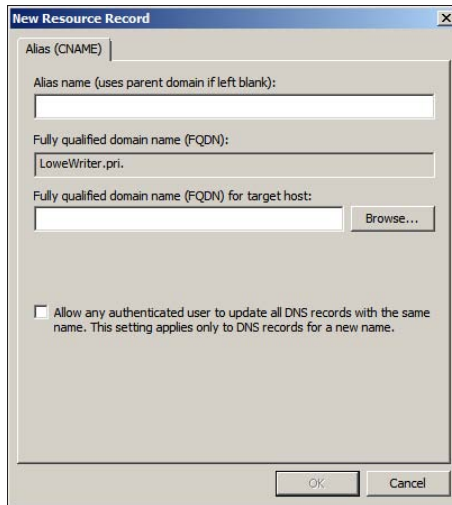 New Resource Record
Alias (CNAME)
Alias name (uses parent domain if left blank):
Fully qualified domain name (FQDN):
LoweWriter.pri.
Fully qualified domain name (FQDN) for target host:
Browse...
Allow any authenticated user to update all DNS records with the same
name. This setting applies only to DNS records for a new name.
OK
Cancel